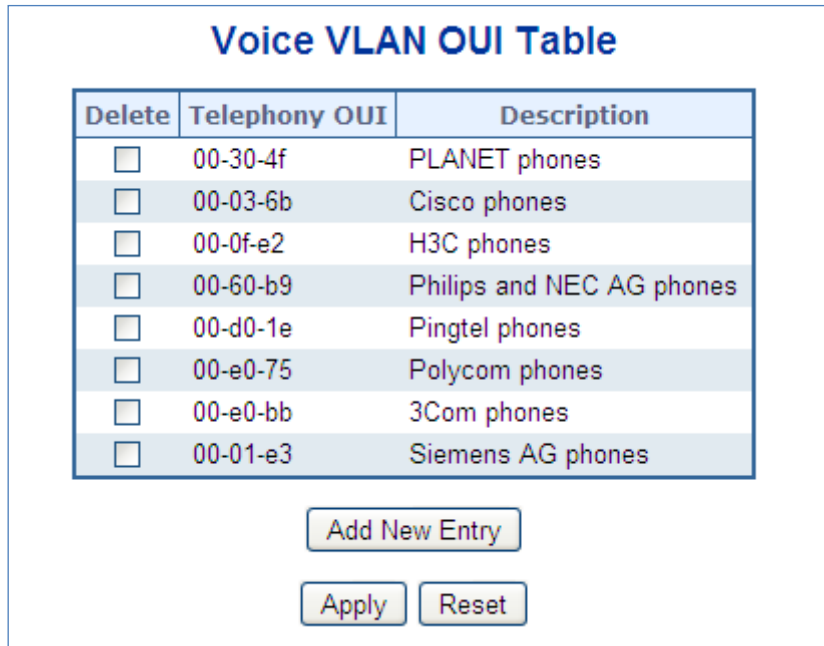 Voice VLAN OUI Table
Delete Telephony OUI Description
00-30-4f PLANET phones
00-03-6b Cisco phones
00-0f-e2 H3C phones
00-60-b9 Philips and NEC AG phones
00-d0-1e Pingtel phones
00-e0-75 Polycom phones
00-e0-bb 3Com phones
00-01-e3 Siemens AG phones
Add New Entry
Apply Reset